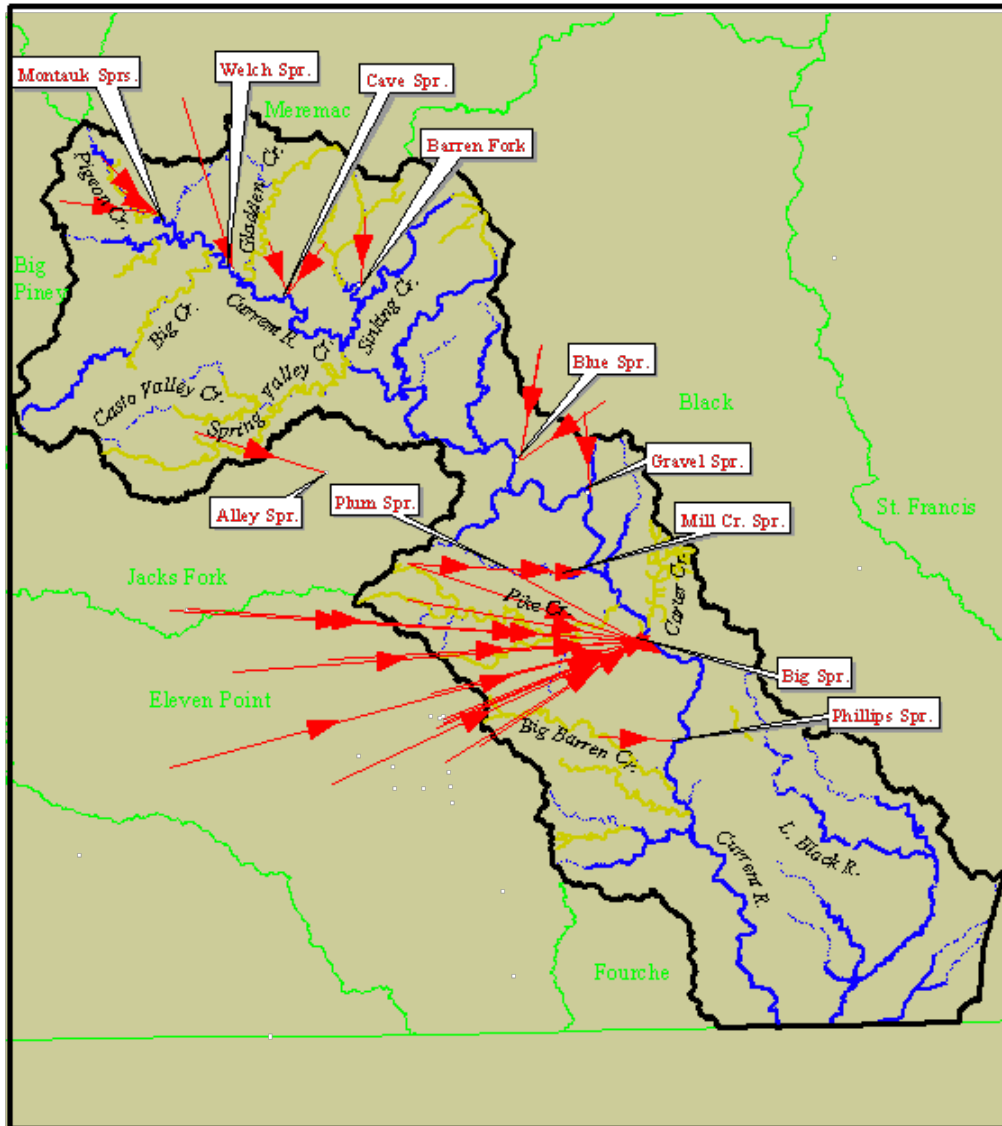 Montauk Sprs.
Welch Spr.
Cave Spr.
Meremac
Barren Fork
Pigeon Cr.
Gladden Cr.
Big
Piney
Big Cr.
Current R.
Sinking Cr.
Casto Valley Cr.
Spring Valley Cr.
Blue Spr.
Black
Gravel Spr.
Alley Spr.
Plum Spr.
Mill Cr. Spr.
St. Francis
Jacks Fork
Pike Cr.
Carter Cr.
Big Spr.
Eleven Point
Phillips Spr.
Big Barren Cr.
L. Black R.
Current R.
Fourche